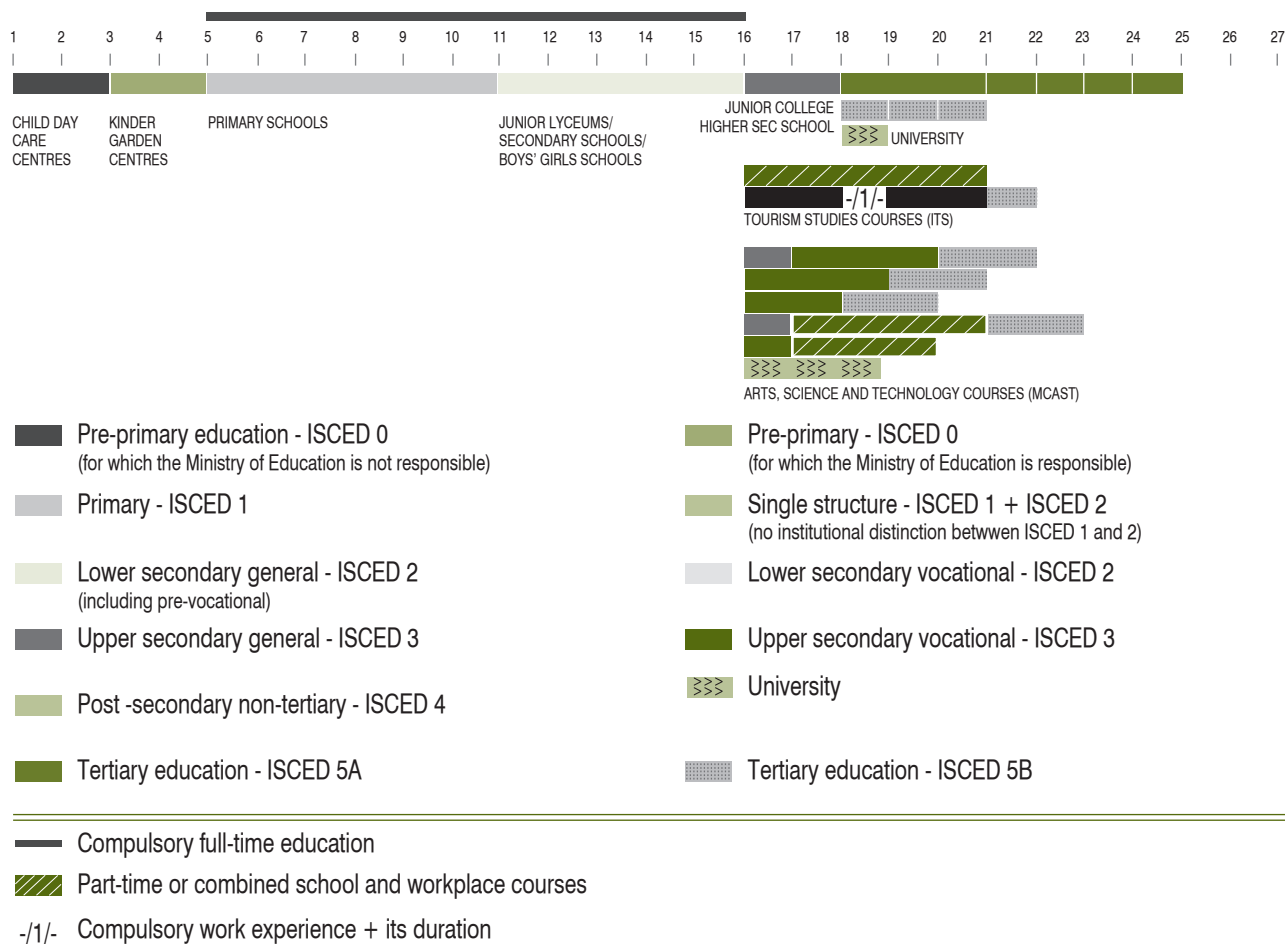 1 2 3 4 5 6 7 8 9 10 11 12 13 14 15 16 17 18 19 20 21 22 23 24 25 26 27
CHILD DAY
CARE
CENTRES
KINDER
GARDEN
CENTRES
PRIMARY SCHOOLS
JUNIOR LYCEUMS/
SECONDARY SCHOOLS/
BOYS' GIRLS SCHOOLS
JUNIOR COLLEGE
HIGHER SEC SCHOOL
UNIVERSITY
-/1/-
TOURISM STUDIES COURSES (ITS)
ARTS, SCIENCE AND TECHNOLOGY COURSES (MCAST)
Pre-primary education - ISCED 0
(for which the Ministry of Education is not responsible)
Pre-primary - ISCED 0
(for which the Ministry of Education is responsible)
Primary - ISCED 1
Single structure - ISCED 1 + ISCED 2
(no institutional distinction betwwen ISCED 1 and 2)
Lower secondary general - ISCED 2
(including pre-vocational)
Lower secondary vocational - ISCED 2
Upper secondary general - ISCED 3
Upper secondary vocational - ISCED 3
Post -secondary non-tertiary - ISCED 4
University
Tertiary education - ISCED 5A
Tertiary education - ISCED 5B
Compulsory full-time education
Part-time or combined school and workplace courses
-/1/- Compulsory work experience + its duration